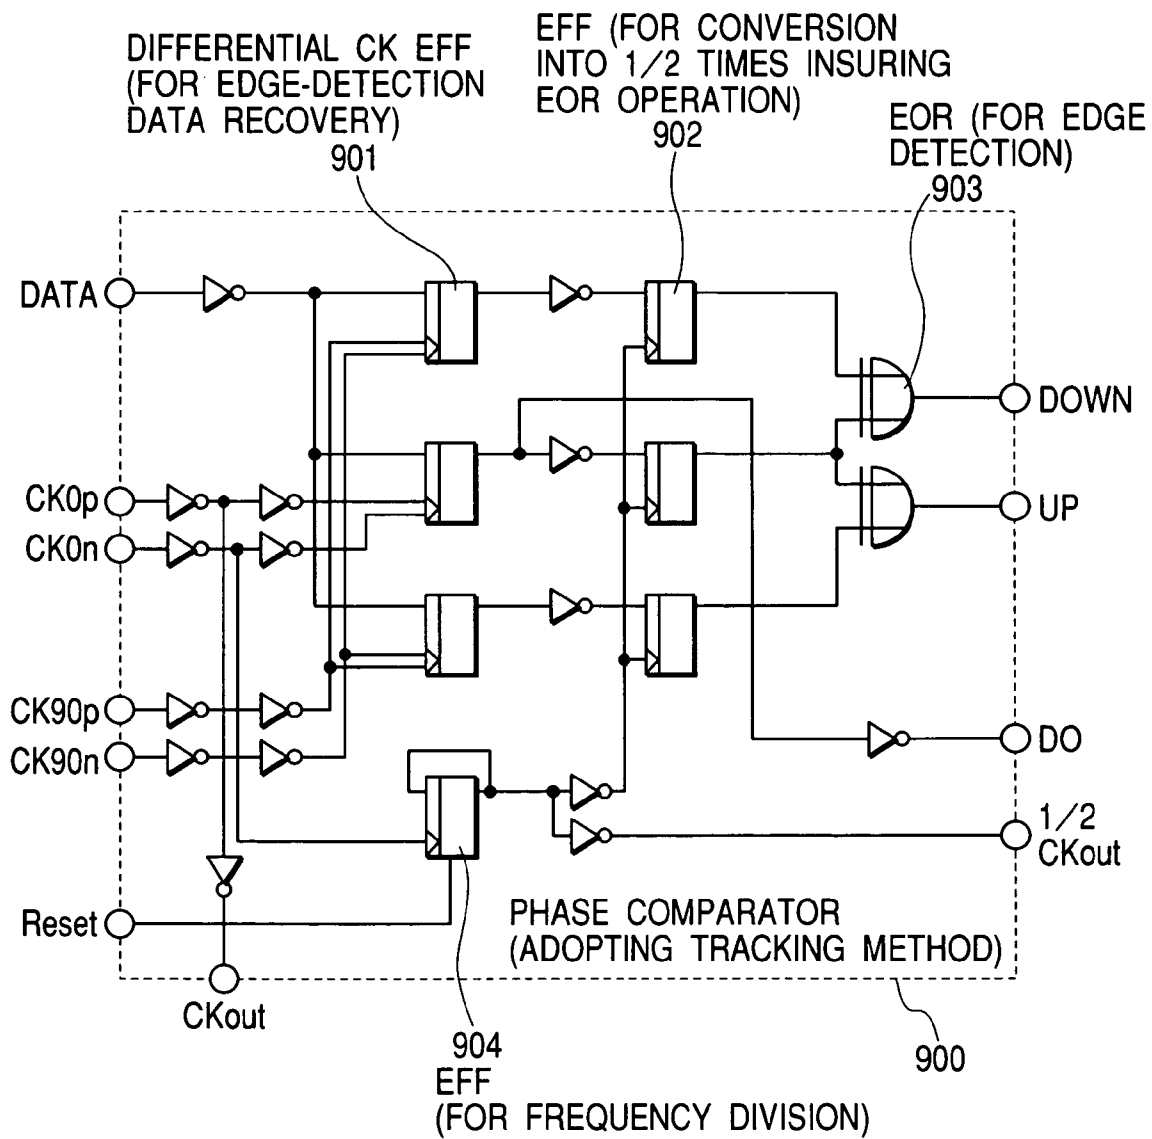 DIFFERENTIAL CK EFF
(FOR EDGE-DETECTION
DATA RECOVERY)
901
EFF (FOR CONVERSION
INTO 1/2 TIMES INSURING
EOR OPERATION)
902
EOR (FOR EDGE
DETECTION)
903
DATA
DOWN
CK0p
UP
CK0n
CK90p
DO
CK90n
1/2
CKout
Reset
PHASE COMPARATOR
(ADOPTING TRACKING METHOD)
CKout
904
EFF
(FOR FREQUENCY DIVISION)
900